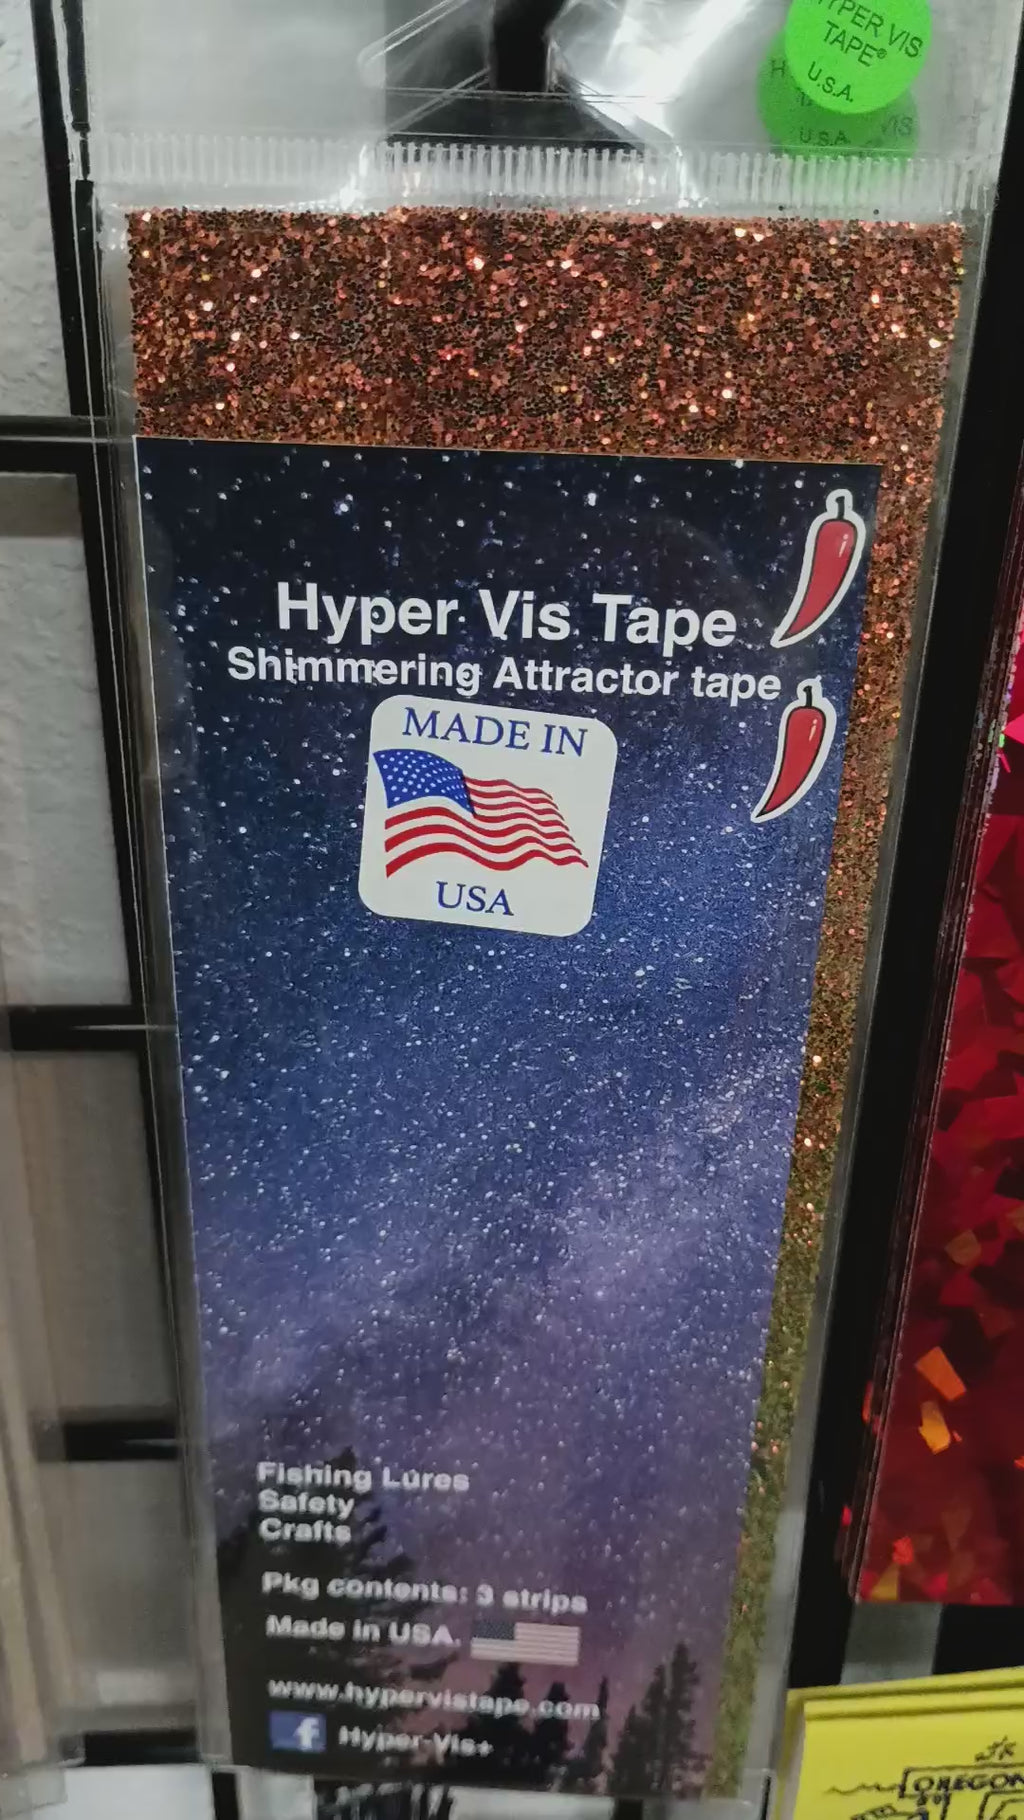 HYPER VIS
TAPE®
U.S.A.
VIS
U.S.A.
Hyper Vis Tape
Shimmering Attractor tape
MADE IN
USA
Fishing Lures
Safety
Crafts
Pkg contents: 3 strips
Made in USA.
www.hypervistape.com
f Hyper-Vis+
OREGON